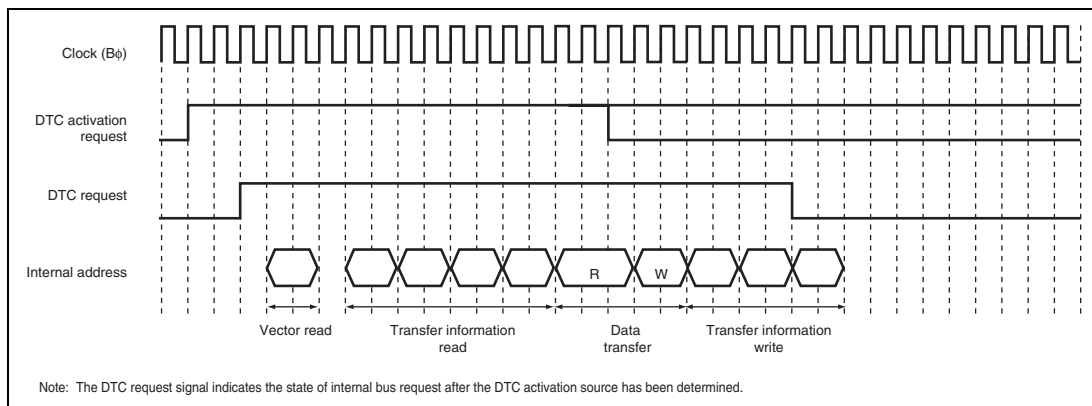 Clock (Bϕ)
DTC activation
request
DTC request
Internal address
R
W
Vector read
Transfer information
read
Data
transfer
Transfer information
write
Note: The DTC request signal indicates the state of internal bus request after the DTC activation source has been determined.